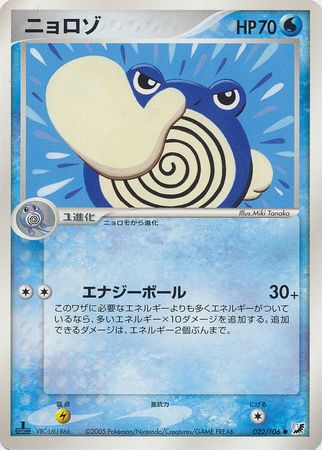 ニョロゾ HP70
Illus. Miki Tanaka
1進化 ニョロモから進化
エナジーボール 30+
このワザに必要なエネルギーよりも多くエネルギーがついて
いるなら、多いエネルギー×10ダメージを追加する。追加
できるダメージは、エネルギー2個ぶんまで。
弱点 抵抗力 にげる
1
©2005 Pokémon/Nintendo/Creatures/GAME FREAK 022/106